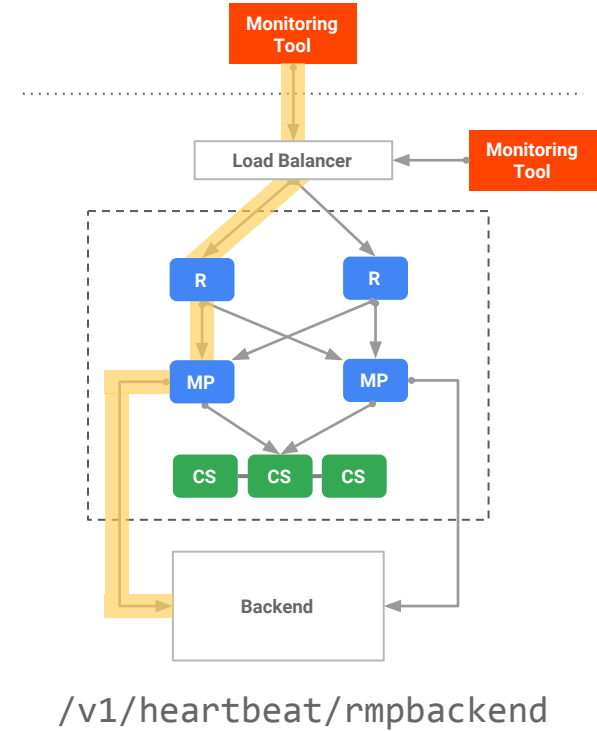 Monitoring
Tool
Load Balancer
Monitoring
Tool
R
R
MP
MP
CS
CS
CS
Backend
/v1/heartbeat/rmpbackend